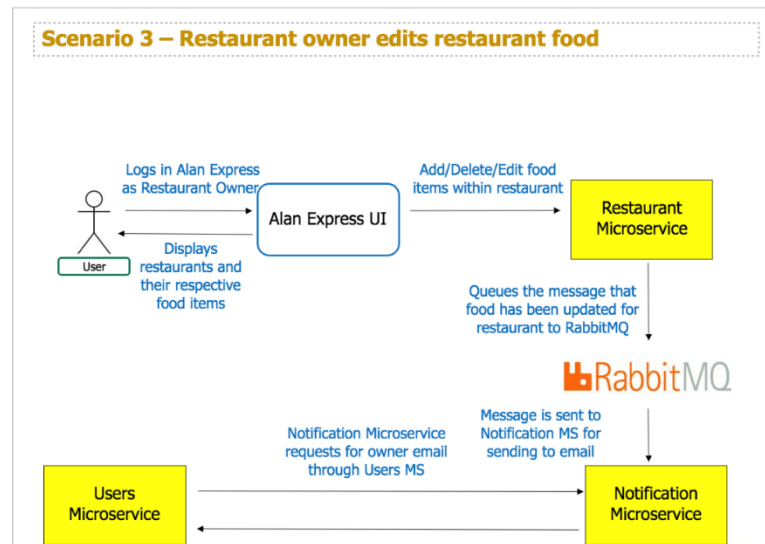 Scenario 3 – Restaurant owner edits restaurant food
Logs in Alan Express
as Restaurant Owner
Add/Delete/Edit food
items within restaurant
Alan Express UI
Restaurant
Microservice
User
Displays
restaurants and
their respective
food items
Queues the message that
food has been updated for
restaurant to RabbitMQ
RabbitMQ
Message is sent to
Notification MS for
sending to email
Notification Microservice
requests for owner email
through Users MS
Users
Microservice
Notification
Microservice